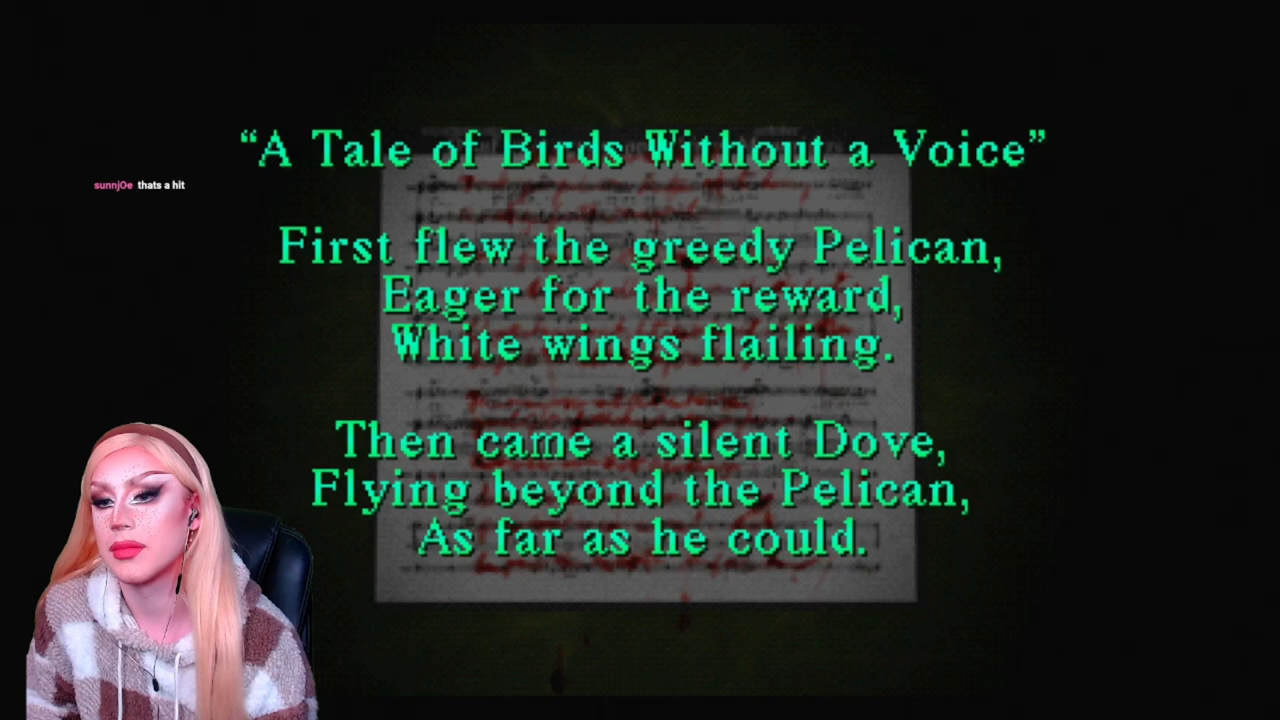 “A Tale of Birds Without a Voice”
sunnj0e thats a hit
First flew the greedy Pelican,
Eager for the reward,
White wings flailing.
Then came a silent Dove,
Flying beyond the Pelican,
As far as he could.